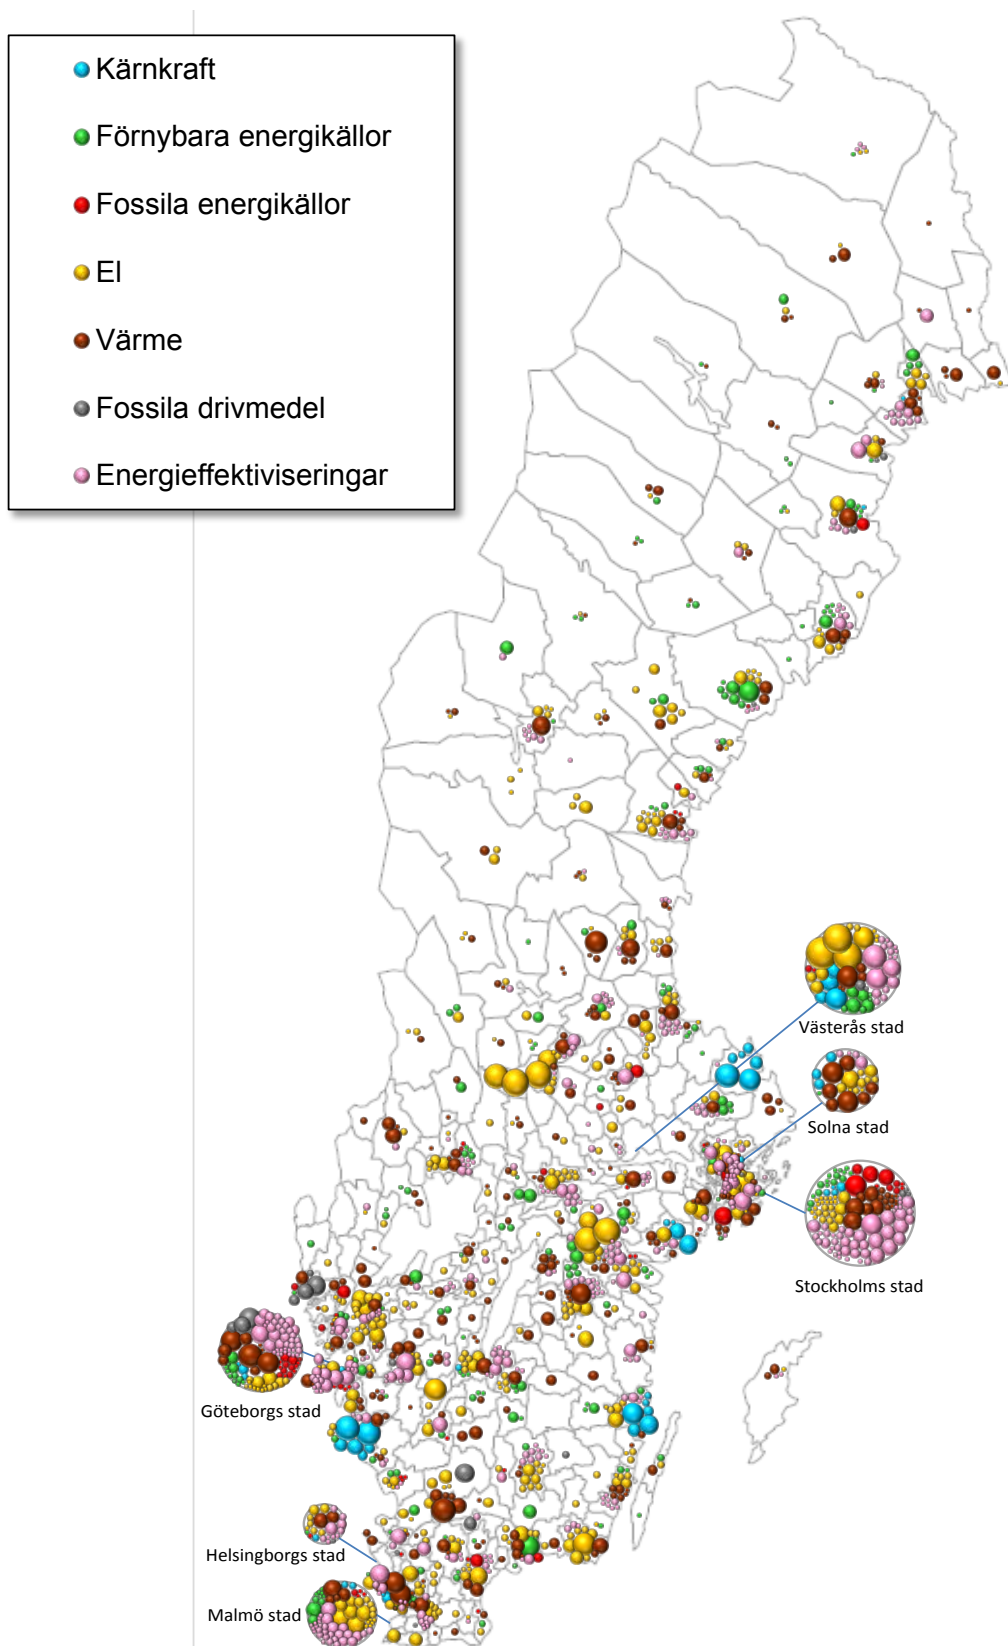 Kärnkraft
Förnybara energikällor
Fossila energikällor
El
Värme
Fossila drivmedel
Energieffektiviseringar
Västerås stad
Solna stad
Stockholms stad
Göteborgs stad
Helsingborgs stad
Malmö stad